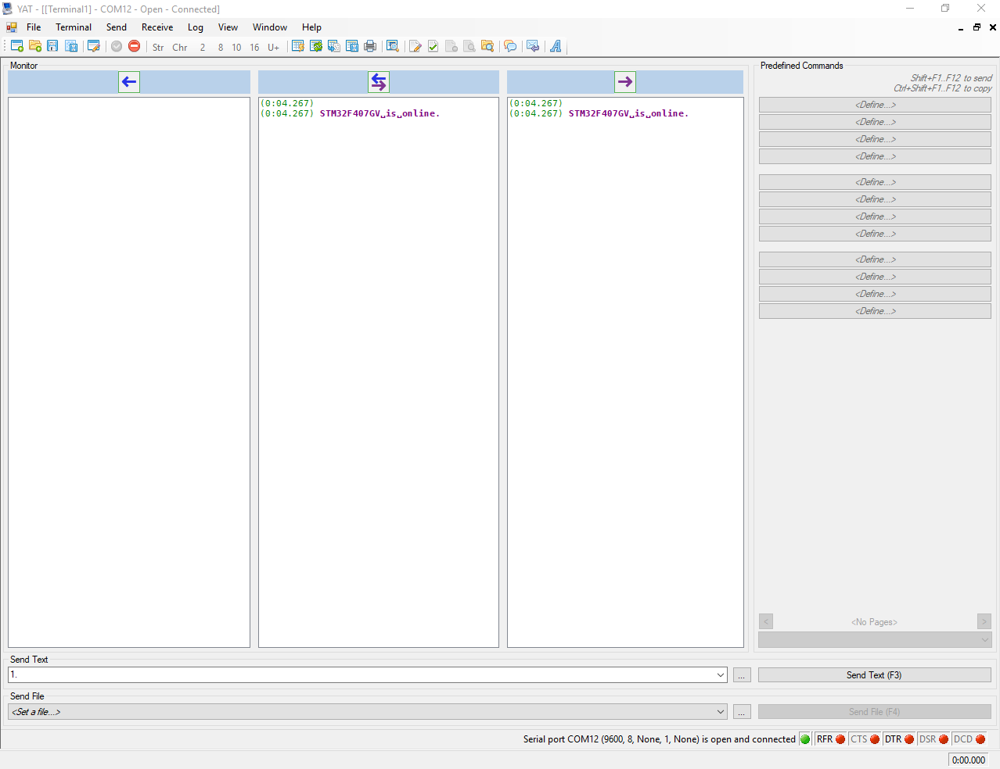 YAT - [[Terminal1] - COM12 - Open - Connected]
File Terminal Send Receive Log View Window Help
Str Chr 2 8 10 16 U+
Monitor
(0:04.267)
(0:04.267) STM32F407GV␣is␣online.
(0:04.267)
(0:04.267) STM32F407GV␣is␣online.
Predefined Commands
Shift+F1..F12 to send
Ctrl+Shift+F1..F12 to copy
<Define...>
<Define...>
<Define...>
<Define...>
<Define...>
<Define...>
<Define...>
<Define...>
<Define...>
<Define...>
<Define...>
<Define...>
< <No Pages> >
Send Text
1. ... Send Text (F3)
Send File
<Set a file...> ... Send File (F4)
Serial port COM12 (9600, 8, None, 1, None) is open and connected RFR CTS DTR DSR DCD
0:00.000